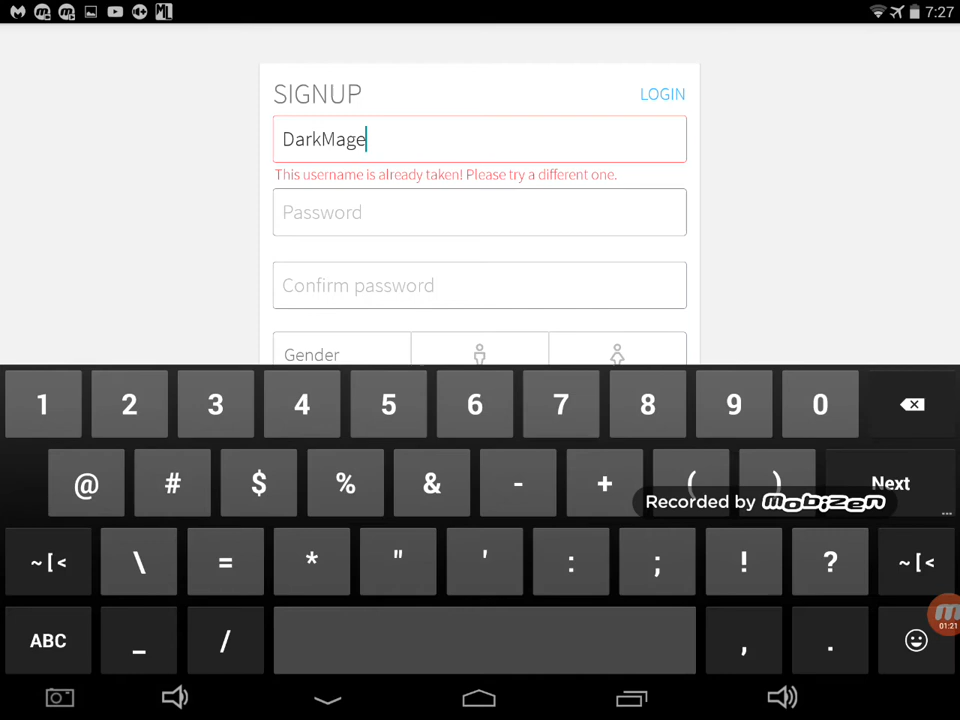 7:27
SIGNUP LOGIN
DarkMage
This username is already taken! Please try a different one.
Password
Confirm password
Gender
1 2 3 4 5 6 7 8 9 0
@ # $ % & - + ( ) Next
Recorded by mobizen
...
~[< \ = * " ' : ; ! ? ~[<
01:21
ABC _ / , .